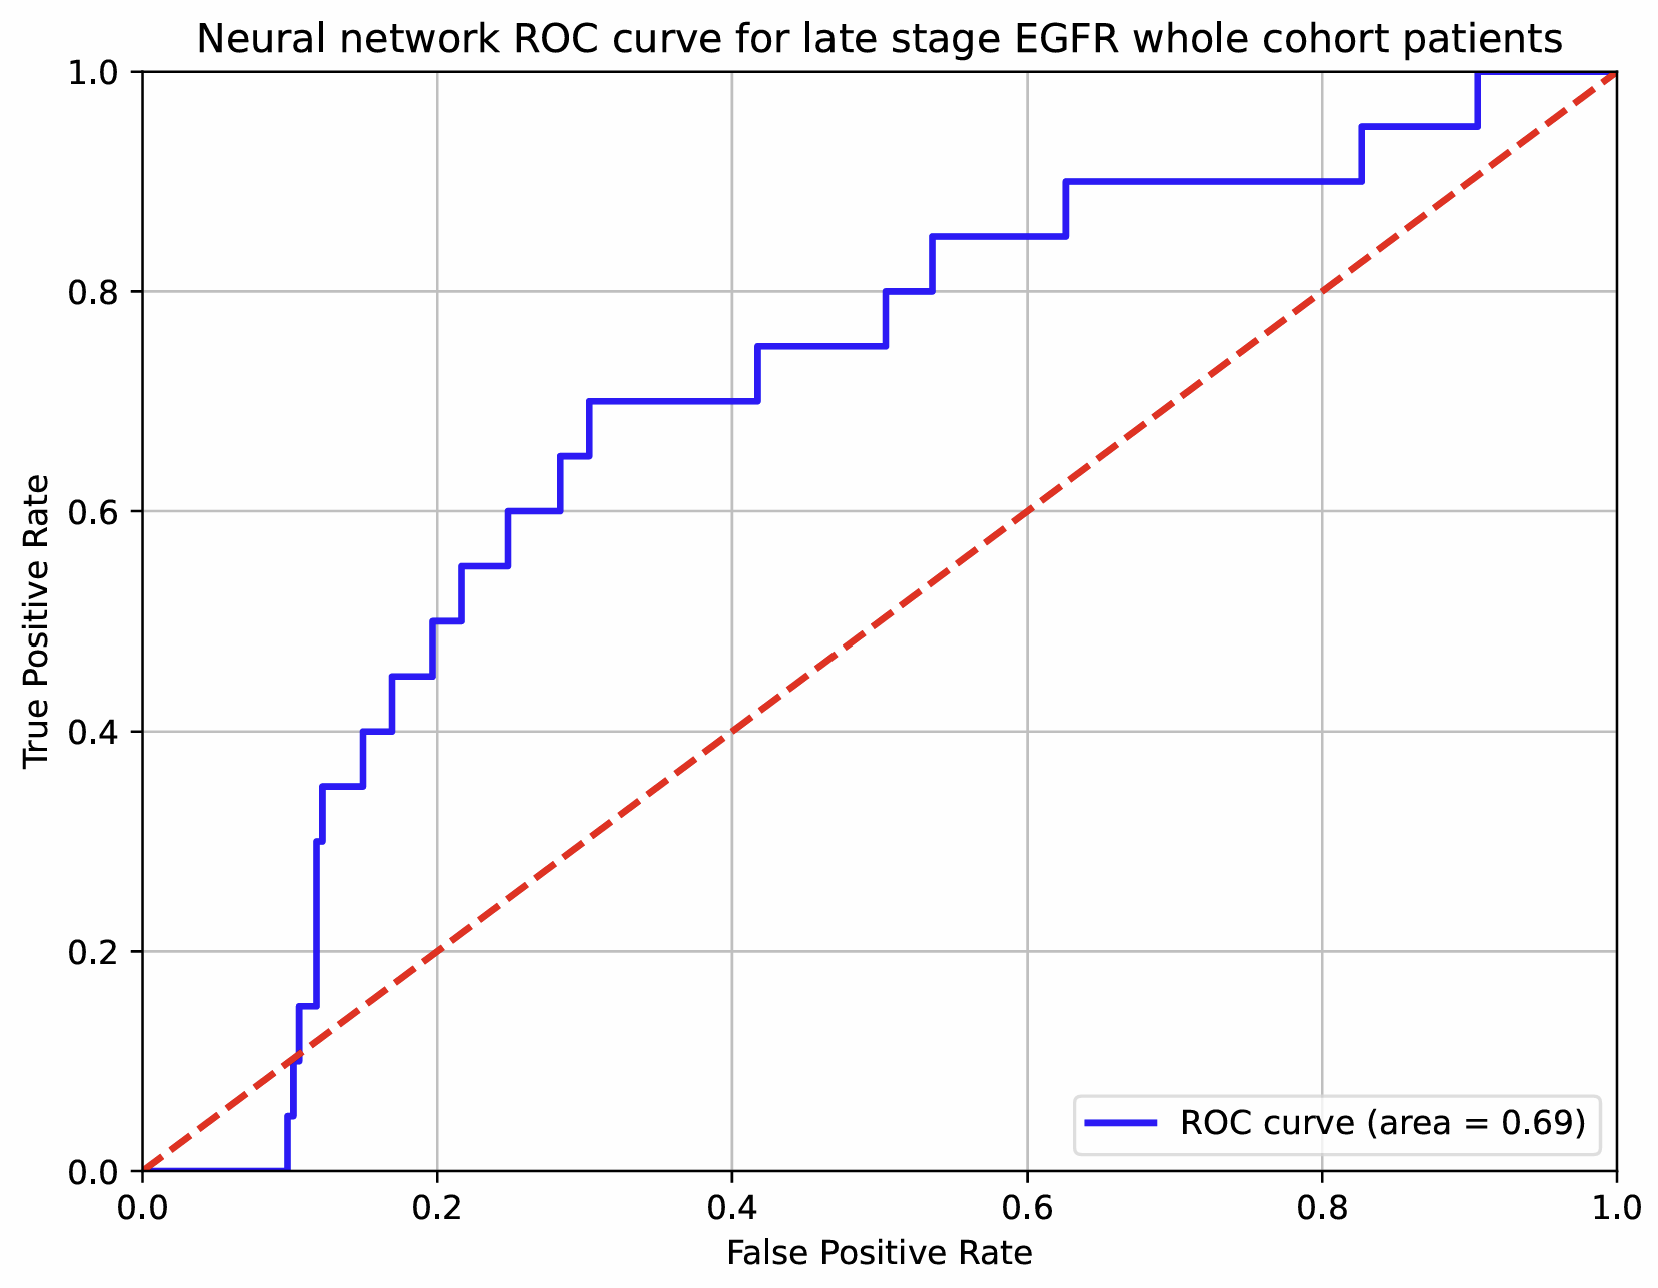 Neural network ROC curve for late stage EGFR whole cohort patients
1.0
0.8
0.6
0.4
0.2
0.0
True Positive Rate
0.0 0.2 0.4 0.6 0.8 1.0
False Positive Rate
ROC curve (area = 0.69)